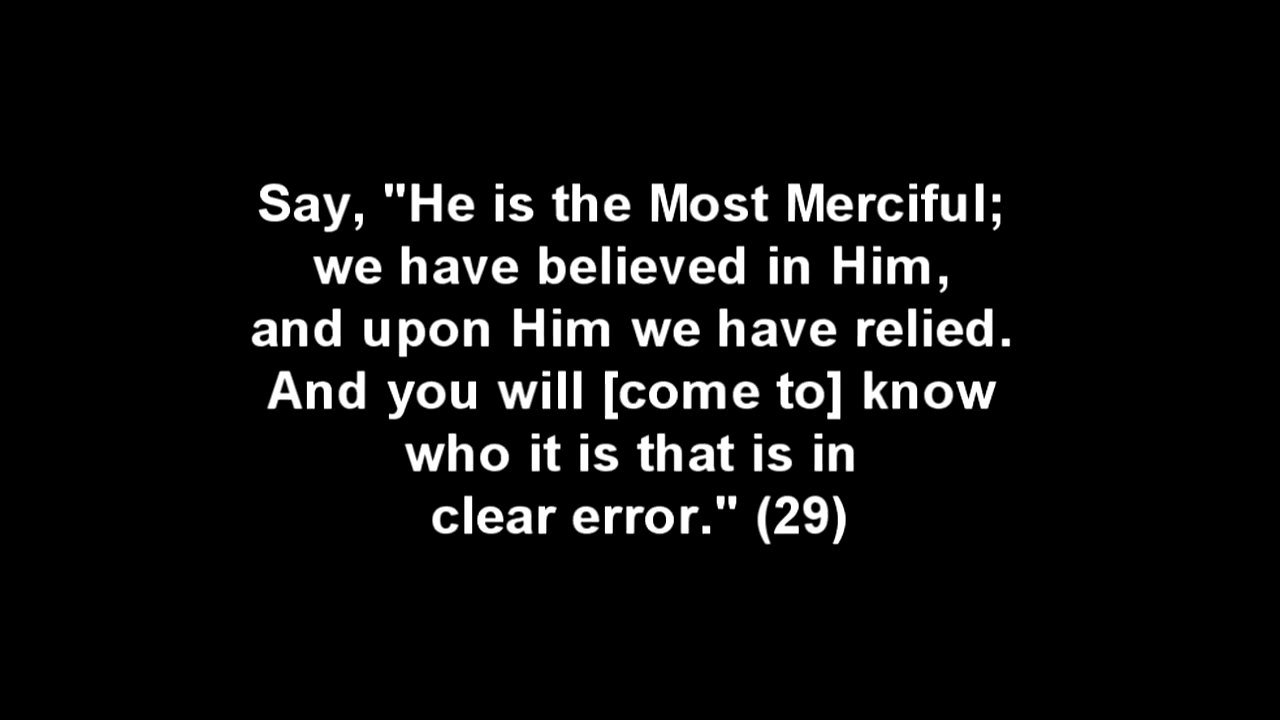 Say, "He is the Most Merciful;
we have believed in Him,
and upon Him we have relied.
And you will [come to] know
who it is that is in
clear error." (29)